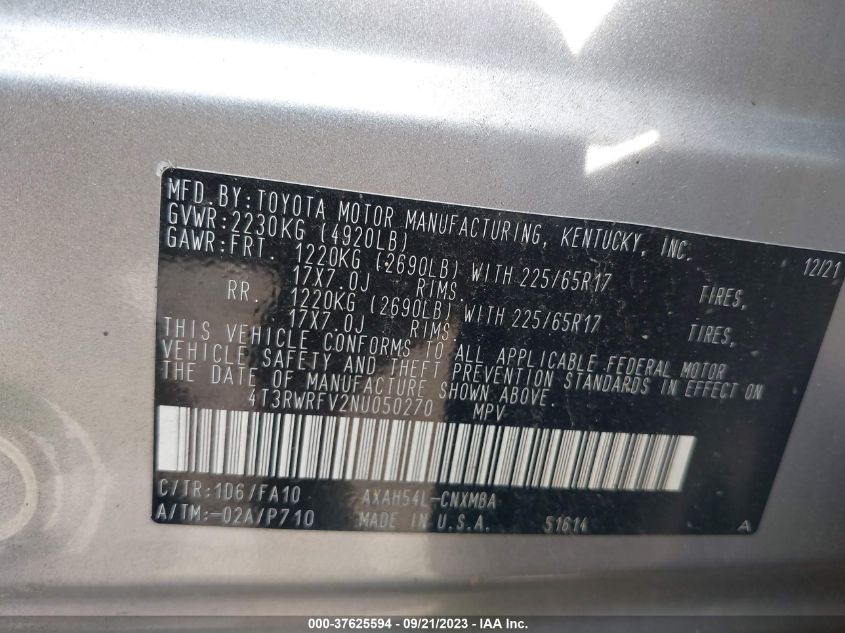 MFD.BY:TOYOTA MOTOR MANUFACTURING, KENTUCKY, INC. 12/21
GVWR:2230KG (4920LB)
GAWR:FRT. 1220KG (2690LB) WITH 225/65R17 TIRES,
17X7.0J RIMS.
RR. 1220KG (2690LB) WITH 225/65R17 TIRES,
17X7.0J RIMS.
THIS VEHICLE CONFORMS TO ALL APPLICABLE FEDERAL MOTOR
VEHICLE SAFETY AND THEFT PREVENTION STANDARDS IN EFFECT ON
THE DATE OF MANUFACTURE SHOWN ABOVE.
4T3RWRFV2NU050270 MPV
C/TR:1D6/FA10 AXAH54L-CNXMBA
A/TM:-02A/P710 MADE IN U.S.A. 51614 A
000-37625594 - 09/21/2023 - IAA Inc.